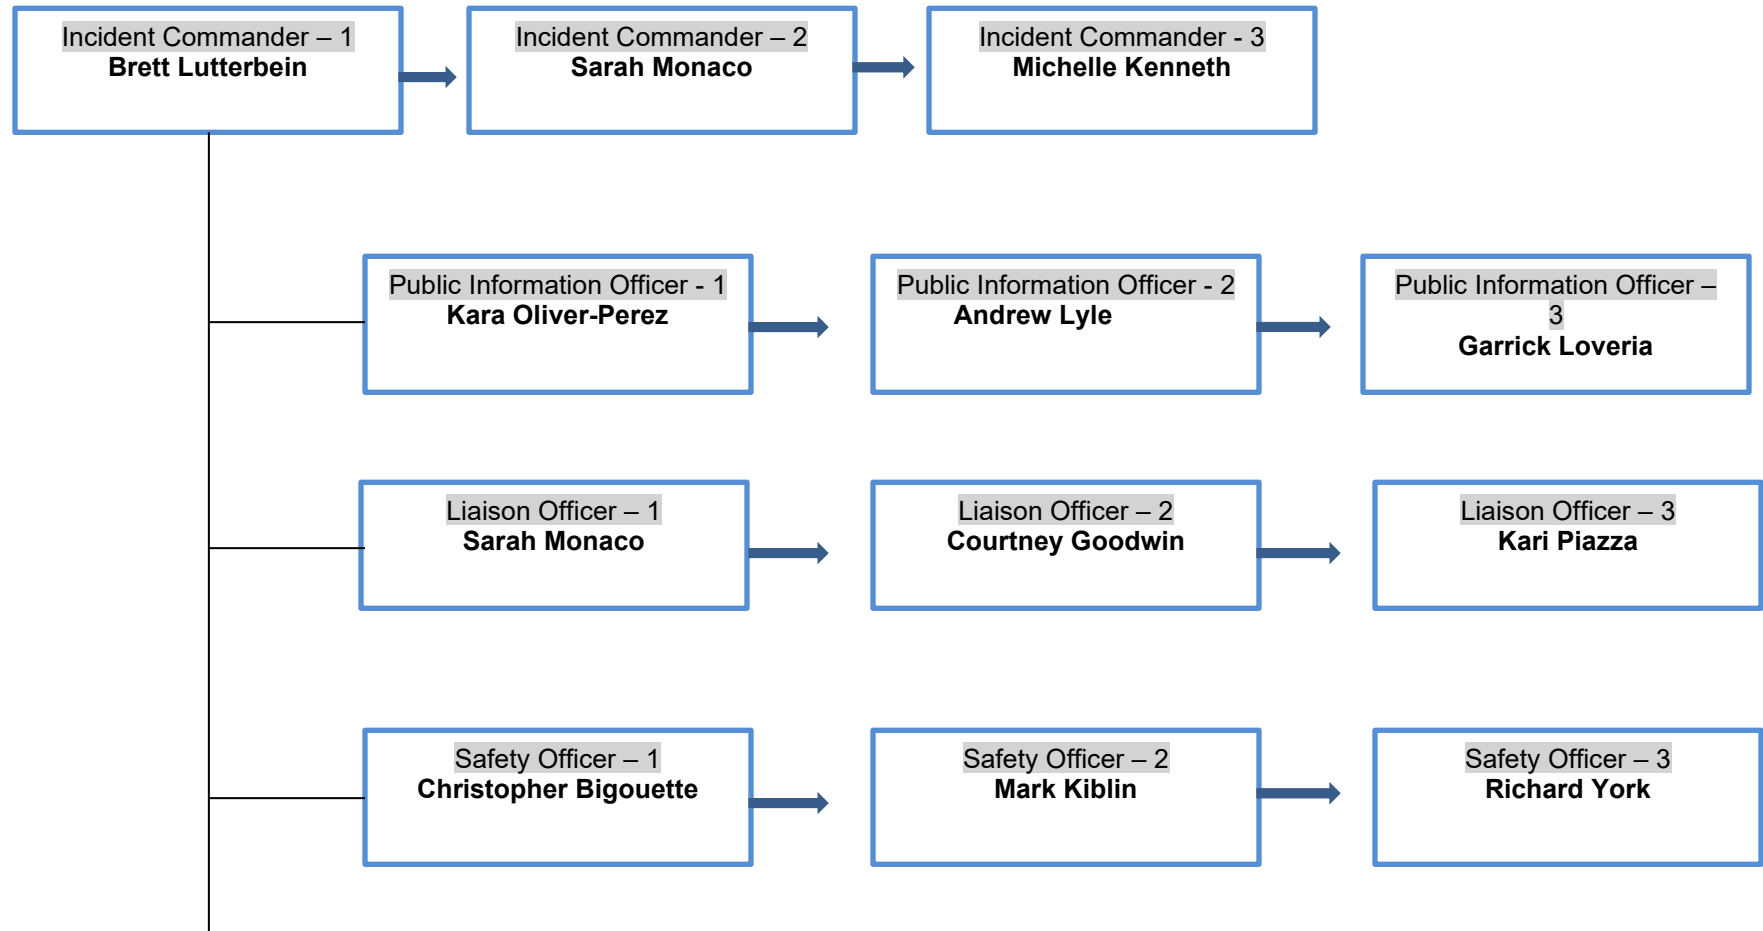 Incident Commander – 1
Brett Lutterbein
Incident Commander – 2
Sarah Monaco
Incident Commander - 3
Michelle Kenneth
Public Information Officer - 1
Kara Oliver-Perez
Public Information Officer - 2
Andrew Lyle
Public Information Officer –
3
Garrick Loveria
Liaison Officer – 1
Sarah Monaco
Liaison Officer – 2
Courtney Goodwin
Liaison Officer – 3
Kari Piazza
Safety Officer – 1
Christopher Bigouette
Safety Officer – 2
Mark Kiblin
Safety Officer – 3
Richard York